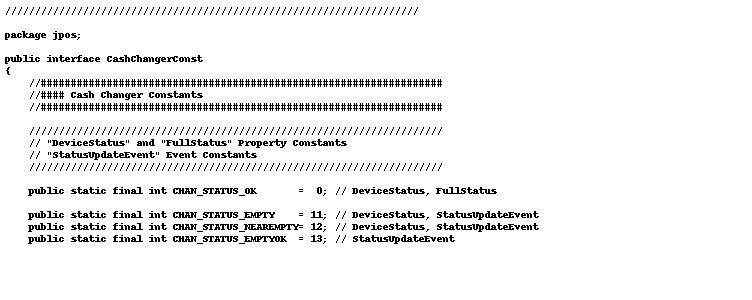 /////////////////////////////////////////////////////////////////////
package jpos;
public interface CashChangerConst
{
//###################################################################
//#### Cash Changer Constants
//###################################################################
/////////////////////////////////////////////////////////////////////
// "DeviceStatus" and "FullStatus" Property Constants
// "StatusUpdateEvent" Event Constants
/////////////////////////////////////////////////////////////////////
public static final int CHAN_STATUS_OK       =  0; // DeviceStatus, FullStatus
public static final int CHAN_STATUS_EMPTY    = 11; // DeviceStatus, StatusUpdateEvent
public static final int CHAN_STATUS_NEAREMPTY= 12; // DeviceStatus, StatusUpdateEvent
public static final int CHAN_STATUS_EMPTYOK  = 13; // StatusUpdateEvent